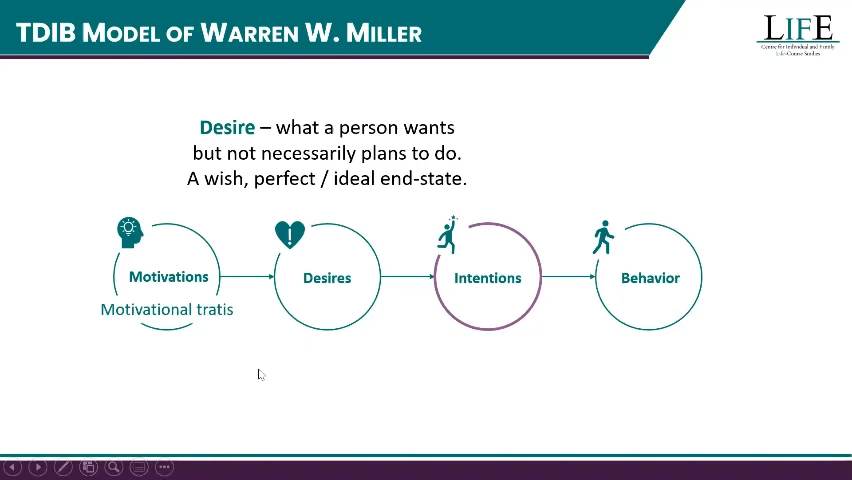 TDIB MODEL OF WARREN W. MILLER
LIFE
Centre for Individual and Family
Life-Course Studies
Desire – what a person wants
but not necessarily plans to do.
A wish, perfect / ideal end-state.
Motivations
Desires
Intentions
Behavior
Motivational tratis